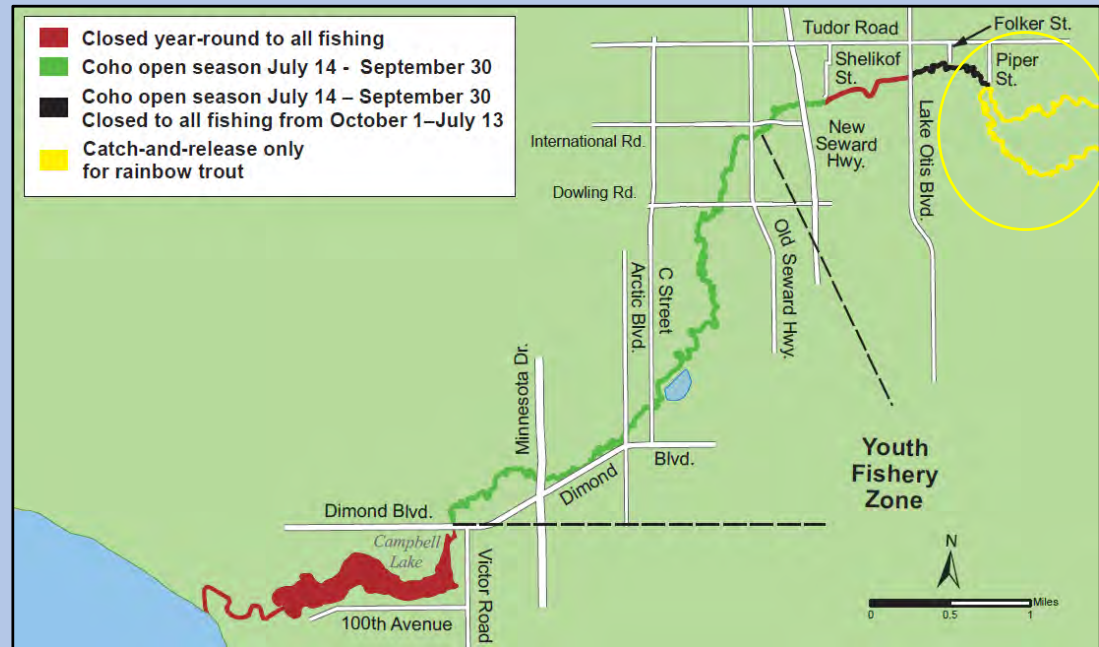 Closed year-round to all fishing
Coho open season July 14 - September 30
Coho open season July 14 – September 30
Closed to all fishing from October 1–July 13
Catch-and-release only
for rainbow trout
Tudor Road
Folker St.
Shelikof
St.
Piper
St.
International Rd.
New
Seward
Hwy.
Lake Otis Blvd.
Dowling Rd.
Old Seward Hwy.
Arctic Blvd.
C Street
Minnesota Dr.
Youth
Fishery
Zone
Dimond
Blvd.
Dimond Blvd.
Campbell
Lake
Victor Road
100th Avenue
N
Miles
0
0.5
1